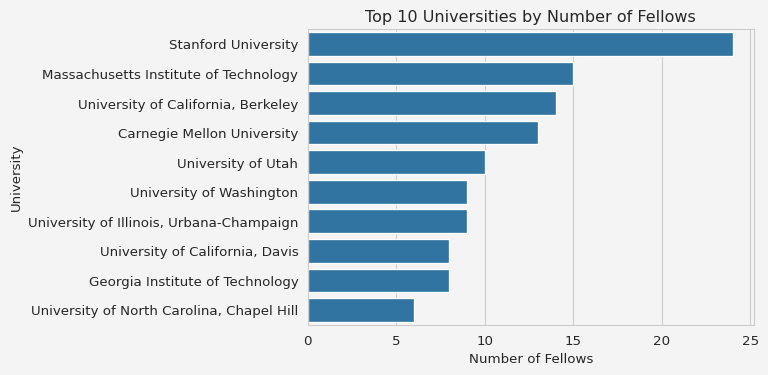 Top 10 Universities by Number of Fellows
University
Stanford University
Massachusetts Institute of Technology
University of California, Berkeley
Carnegie Mellon University
University of Utah
University of Washington
University of Illinois, Urbana-Champaign
University of California, Davis
Georgia Institute of Technology
University of North Carolina, Chapel Hill
0 5 10 15 20 25
Number of Fellows